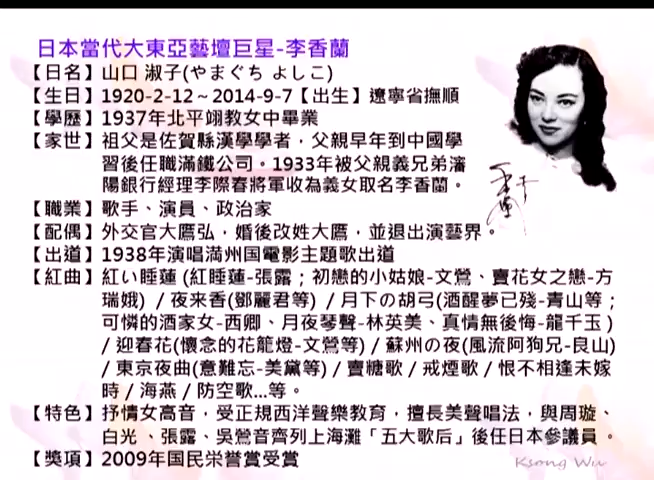 日本當代大東亞藝壇巨星-李香蘭
【日名】山口 淑子(やまぐち よしこ)
【生日】1920-2-12～2014-9-7【出生】遼寧省撫順
【學歷】1937年北平翊教女中畢業
【家世】祖父是佐賀縣漢學學者，父親早年到中國學
習後任職滿鐵公司。1933年被父親義兄弟瀋
陽銀行經理李際春將軍收為義女取名李香蘭。
【職業】歌手、演員、政治家
【配偶】外交官大鷹弘，婚後改姓大鷹，並退出演藝界。
【出道】1938年演唱満州国電影主題歌出道
【紅曲】紅い睡蓮 (紅睡蓮-張露；初戀的小姑娘-文鶯、賣花女之戀-方
瑞娥) / 夜来香(鄧麗君等) / 月下の胡弓(酒醒夢已殘-青山等；
可憐的酒家女-西卿、月夜琴聲-林英美、真情無後悔-龍千玉 )
/ 迎春花(懷念的花籠燈-文鶯等) / 蘇州の夜(風流阿狗兄-良山)
/ 東京夜曲(意難忘-美黛等) / 賣糖歌 / 戒煙歌 / 恨不相逢未嫁
時 / 海燕 / 防空歌...等。
【特色】抒情女高音，受正規西洋聲樂教育，擅長美聲唱法，與周璇、
白光 、張露、吳鶯音齊列上海灘「五大歌后」後任日本參議員 。
【獎項】2009年国民栄誉賞受賞
李香蘭
Ksong Wu